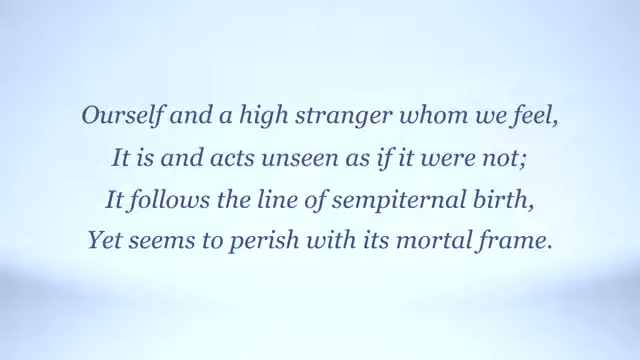 Ourself and a high stranger whom we feel,
It is and acts unseen as if it were not;
It follows the line of sempiternal birth,
Yet seems to perish with its mortal frame.